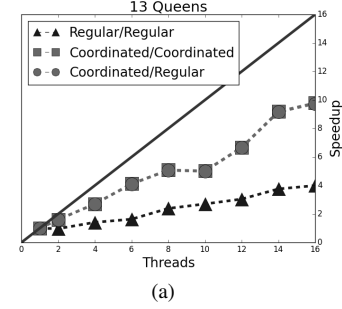 13 Queens
Regular/Regular
Coordinated/Coordinated
Coordinated/Regular
16
14
12
10
8
6
4
2
0
Speedup
0 2 4 6 8 10 12 14 16
Threads
(a)